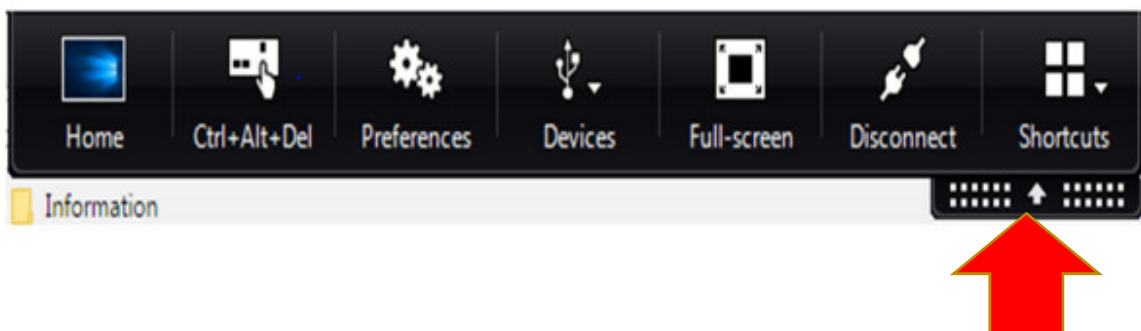 Home Ctrl+Alt+Del Preferences Devices Full-screen Disconnect Shortcuts
Information